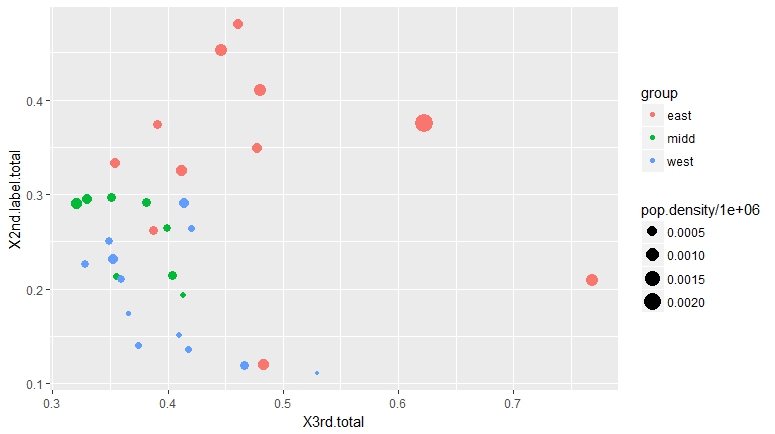 X2nd.label.total
0.4
0.3
0.2
0.1
0.3
0.4
0.5
0.6
0.7
X3rd.total
group
east
midd
west
pop.density/1e+06
0.0005
0.0010
0.0015
0.0020